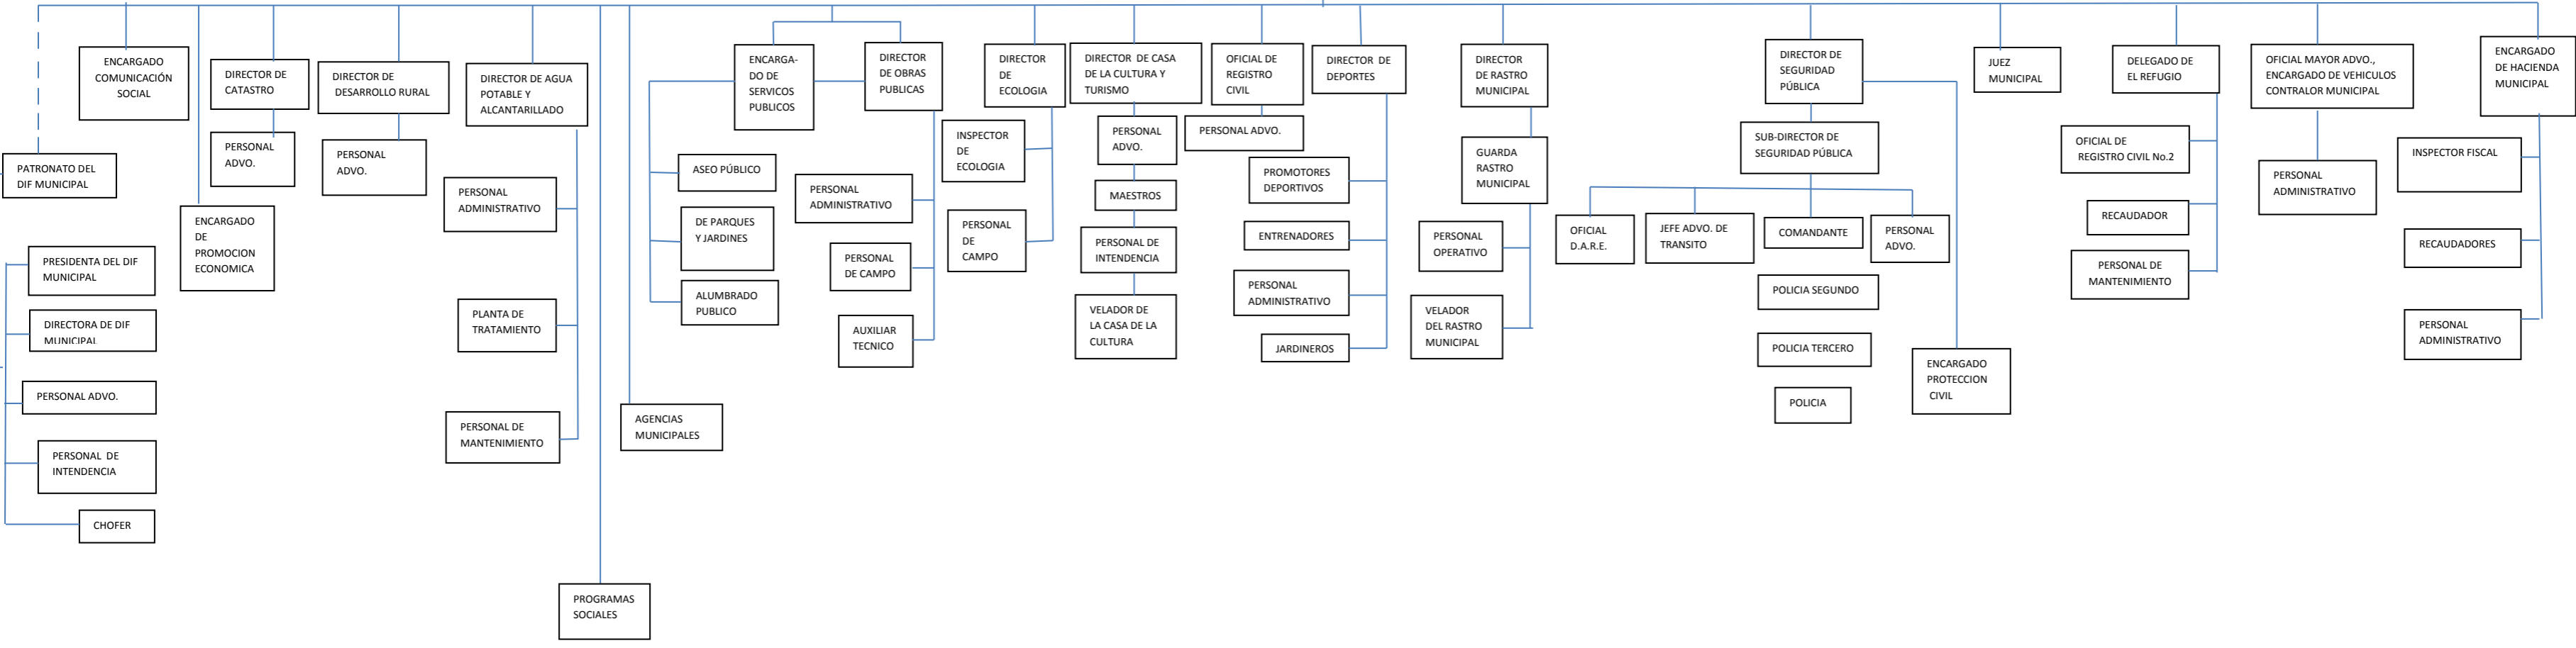 ENCARGADO
COMUNICACIÓN
SOCIAL
DIRECTOR DE
CATASTRO
DIRECTOR DE
DESARROLLO RURAL
DIRECTOR DE AGUA
POTABLE Y
ALCANTARILLADO
ENCARGA-
DO DE
SERVICOS
PUBLICOS
DIRECTOR
DE OBRAS
PUBLICAS
DIRECTOR
DE
ECOLOGIA
DIRECTOR DE CASA
DE LA CULTURA Y
TURISMO
OFICIAL DE
REGISTRO
CIVIL
DIRECTOR DE
DEPORTES
DIRECTOR
DE RASTRO
MUNICIPAL
DIRECTOR DE
SEGURIDAD
PÚBLICA
JUEZ
MUNICIPAL
DELEGADO DE
EL REFUGIO
OFICIAL MAYOR ADVO.,
ENCARGADO DE VEHICULOS
CONTRALOR MUNICIPAL
ENCARGADO
DE HACIENDA
MUNICIPAL
PATRONATO DEL
DIF MUNICIPAL
PERSONAL
ADVO.
PERSONAL
ADVO.
PERSONAL
ADMINISTRATIVO
ASEO PÚBLICO
PERSONAL
ADMINISTRATIVO
INSPECTOR
DE
ECOLOGIA
PERSONAL
ADVO.
PERSONAL ADVO.
PROMOTORES
DEPORTIVOS
GUARDA
RASTRO
MUNICIPAL
SUB-DIRECTOR DE
SEGURIDAD PÚBLICA
OFICIAL DE
REGISTRO CIVIL No.2
PERSONAL
ADMINISTRATIVO
INSPECTOR FISCAL
ENCARGADO
DE
PROMOCION
ECONOMICA
DE PARQUES
Y JARDINES
PERSONAL
DE CAMPO
PERSONAL
DE
CAMPO
MAESTROS
PERSONAL DE
INTENDENCIA
ENTRENADORES
PERSONAL
OPERATIVO
OFICIAL
D.A.R.E.
JEFE ADVO. DE
TRANSITO
COMANDANTE
PERSONAL
ADVO.
RECAUDADOR
RECAUDADORES
PRESIDENTA DEL DIF
MUNICIPAL
PLANTA DE
TRATAMIENTO
ALUMBRADO
PUBLICO
AUXILIAR
TECNICO
VELADOR DE
LA CASA DE LA
CULTURA
PERSONAL
ADMINISTRATIVO
JARDINEROS
VELADOR
DEL RASTRO
MUNICIPAL
POLICIA SEGUNDO
POLICIA TERCERO
POLICIA
ENCARGADO
PROTECCION
CIVIL
PERSONAL DE
MANTENIMIENTO
PERSONAL
ADMINISTRATIVO
DIRECTORA DE DIF
MUNICIPAL
PERSONAL ADVO.
PERSONAL DE
MANTENIMIENTO
AGENCIAS
MUNICIPALES
PERSONAL DE
INTENDENCIA
CHOFER
PROGRAMAS
SOCIALES